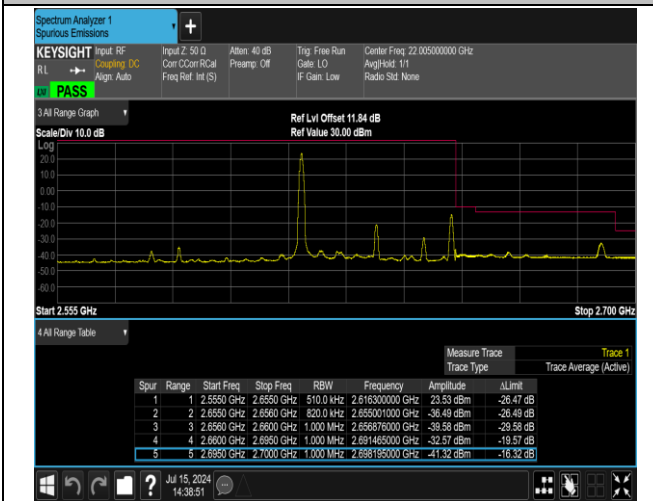 Spectrum Analyzer 1
Spurious Emissions
KEYSIGHT Input: RF Input Z: 50 Ω Atten: 40 dB Trig: Free Run Center Freq: 22.005000000 GHz
Coupling: DC Corr CCorr RCal Preamp: Off Gate: LO Avg|Hold: 1/1
R L Align: Auto Freq Ref: Int (S) IF Gain: Low Radio Std: None
PASS
3 All Range Graph
Ref Lvl Offset 11.84 dB
Scale/Div 10.0 dB Ref Value 30.00 dBm
Log
20.0
10.0
0.00
-10.0
-20.0
-30.0
-40.0
-50.0
-60.0
Start 2.555 GHz Stop 2.700 GHz
4 All Range Table
Measure Trace Trace 1
Trace Type Trace Average (Active)
Spur Range Start Freq Stop Freq RBW Frequency Amplitude ΔLimit
1 1 2.5550 GHz 2.6550 GHz 510.0 kHz 2.616300000 GHz 23.53 dBm -26.47 dB
2 2 2.6550 GHz 2.6560 GHz 820.0 kHz 2.655001000 GHz -36.49 dBm -26.49 dB
3 3 2.6560 GHz 2.6600 GHz 1.000 MHz 2.656876000 GHz -39.58 dBm -29.58 dB
4 4 2.6600 GHz 2.6950 GHz 1.000 MHz 2.691465000 GHz -32.57 dBm -19.57 dB
5 5 2.6950 GHz 2.7000 GHz 1.000 MHz 2.698195000 GHz -41.32 dBm -16.32 dB
Jul 15, 2024
14:38:51